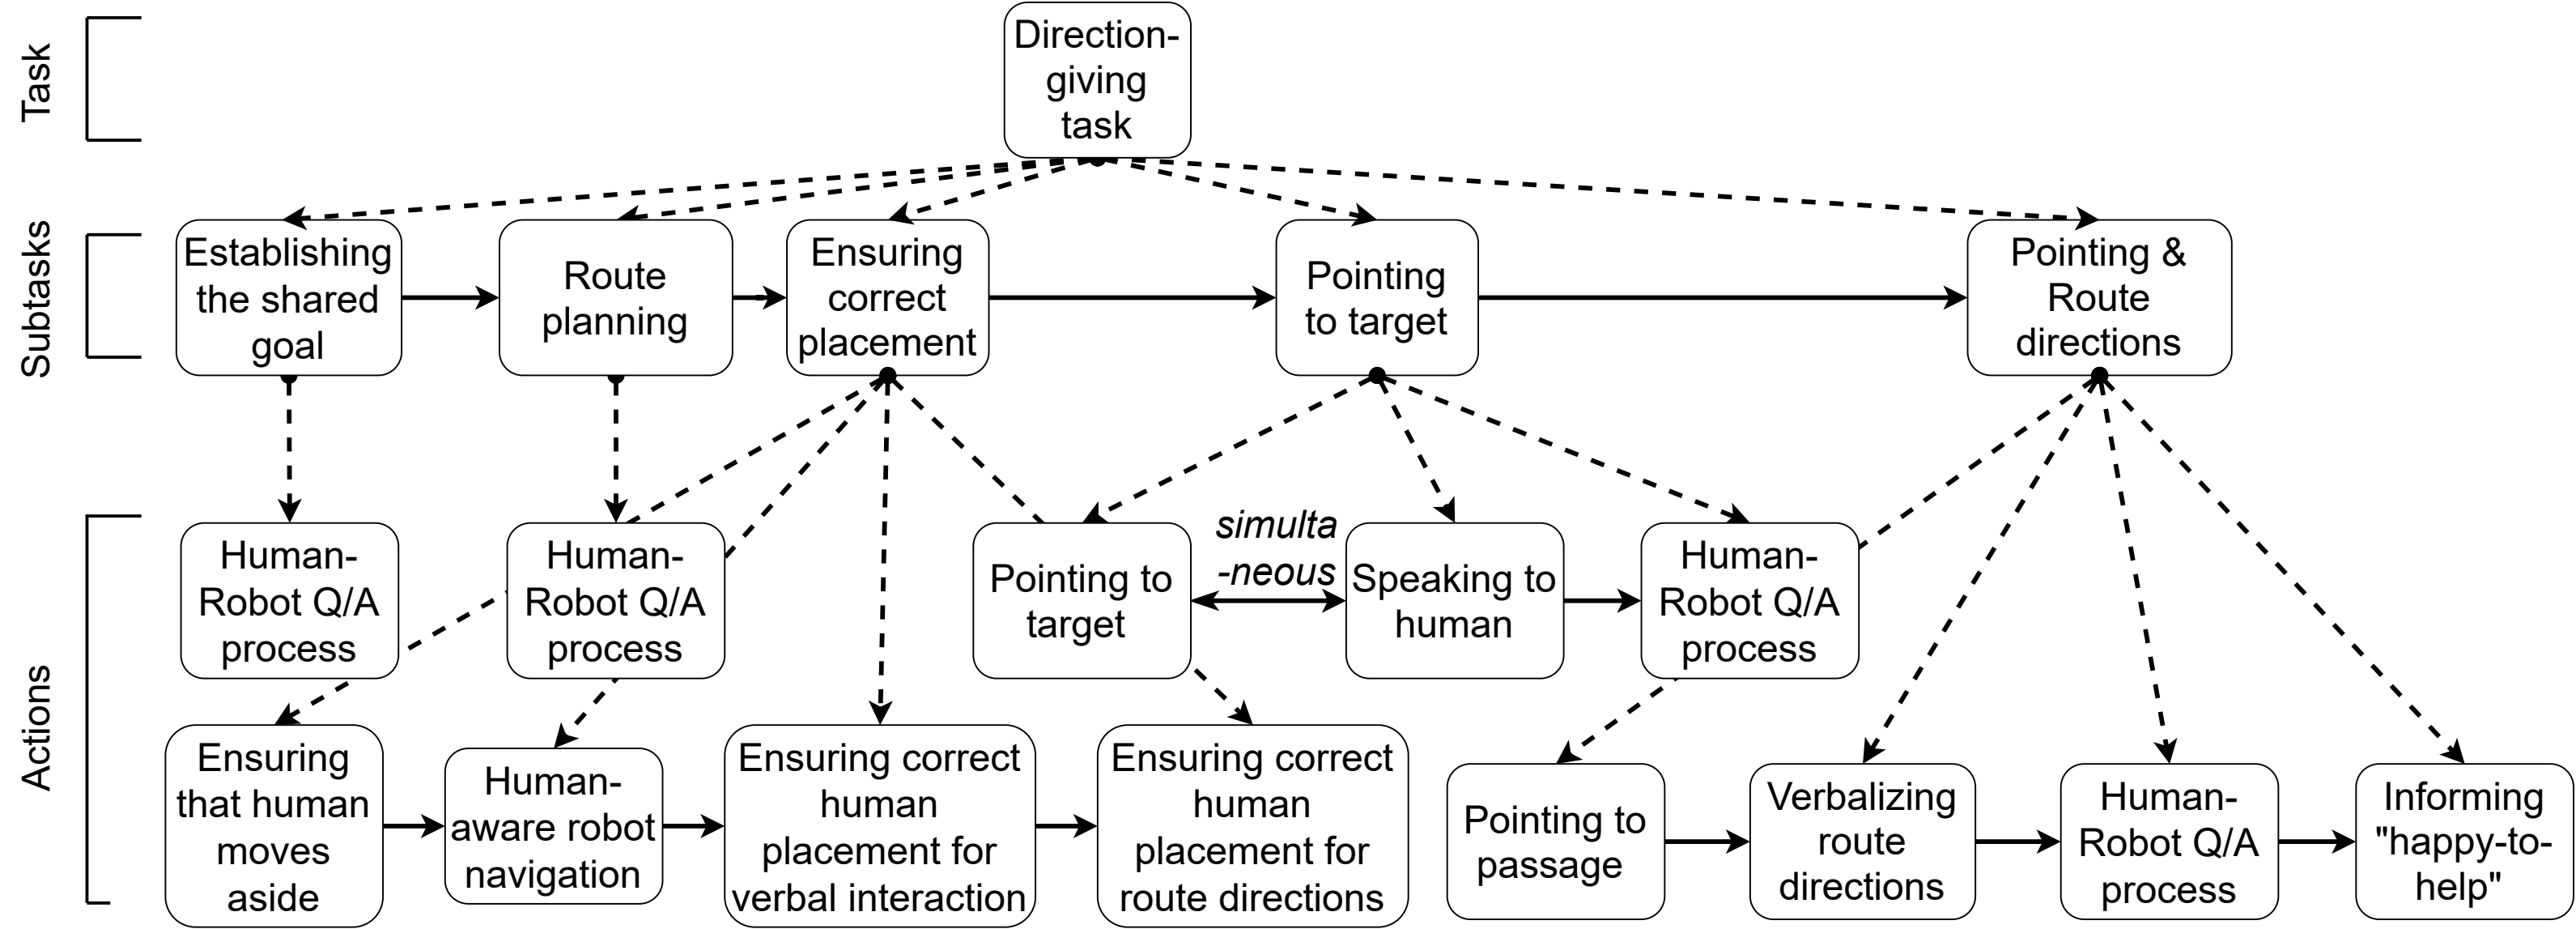 Task
Direction-
giving
task
Subtasks
Establishing
the shared
goal
Route
planning
Ensuring
correct
placement
Pointing
to target
Pointing &
Route
directions
Actions
Human-
Robot Q/A
process
Human-
Robot Q/A
process
Pointing to
target
simulta
-neous
Speaking to
human
Human-
Robot Q/A
process
Ensuring
that human
moves
aside
Human-
aware robot
navigation
Ensuring correct
human
placement for
verbal interaction
Ensuring correct
human
placement for
route directions
Pointing to
passage
Verbalizing
route
directions
Human-
Robot Q/A
process
Informing
"happy-to-
help"